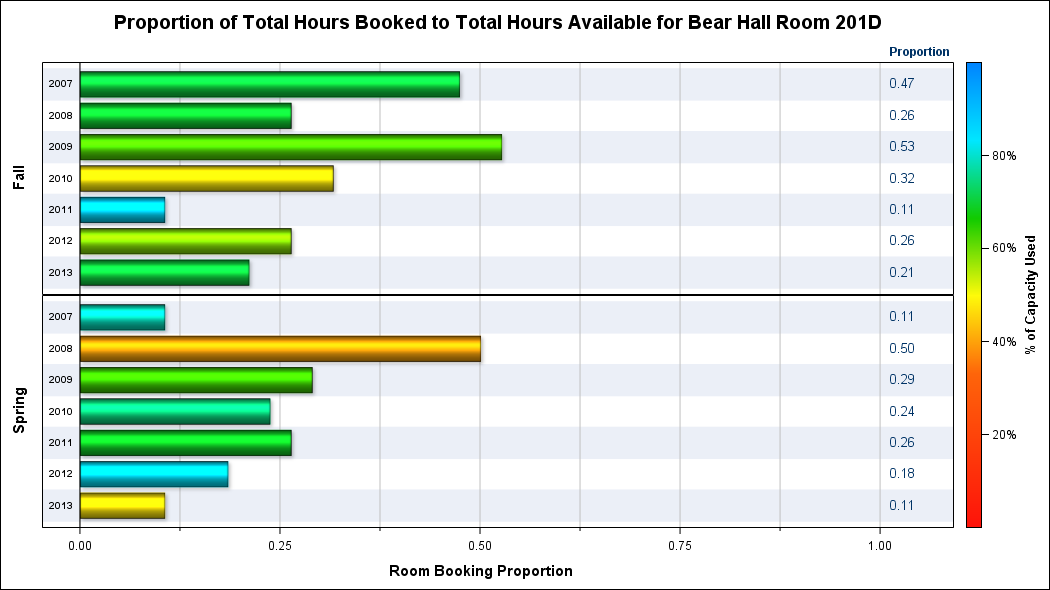 Proportion of Total Hours Booked to Total Hours Available for Bear Hall Room 201D
Proportion
Fall
2007 0.47
2008 0.26
2009 0.53
2010 0.32
2011 0.11
2012 0.26
2013 0.21
Spring
2007 0.11
2008 0.50
2009 0.29
2010 0.24
2011 0.26
2012 0.18
2013 0.11
0.00 0.25 0.50 0.75 1.00
Room Booking Proportion
80%
60%
40%
20%
% of Capacity Used